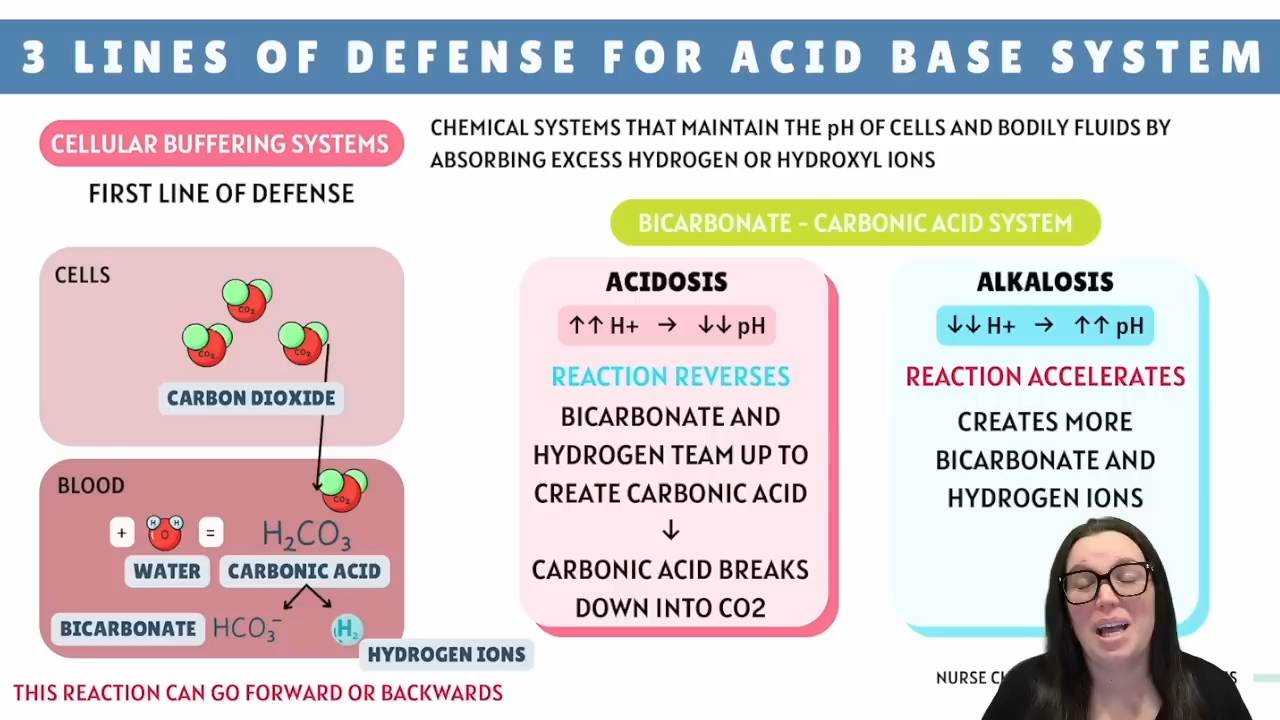 3 LINES OF DEFENSE FOR ACID BASE SYSTEM
CELLULAR BUFFERING SYSTEMS
FIRST LINE OF DEFENSE
CHEMICAL SYSTEMS THAT MAINTAIN THE pH OF CELLS AND BODILY FLUIDS BY
ABSORBING EXCESS HYDROGEN OR HYDROXYL IONS
CELLS
CO₂
CO₂
CO₂
CARBON DIOXIDE
BLOOD
CO₂
+ H H O = H₂CO₃
WATER
CARBONIC ACID
BICARBONATE HCO₃⁻ H₂
HYDROGEN IONS
THIS REACTION CAN GO FORWARD OR BACKWARDS
BICARBONATE - CARBONIC ACID SYSTEM
ACIDOSIS
↑↑ H+ → ↓↓ pH
REACTION REVERSES
BICARBONATE AND
HYDROGEN TEAM UP TO
CREATE CARBONIC ACID
↓
CARBONIC ACID BREAKS
DOWN INTO CO2
ALKALOSIS
↓↓ H+ → ↑↑ pH
REACTION ACCELERATES
CREATES MORE
BICARBONATE AND
HYDROGEN IONS
NURSE